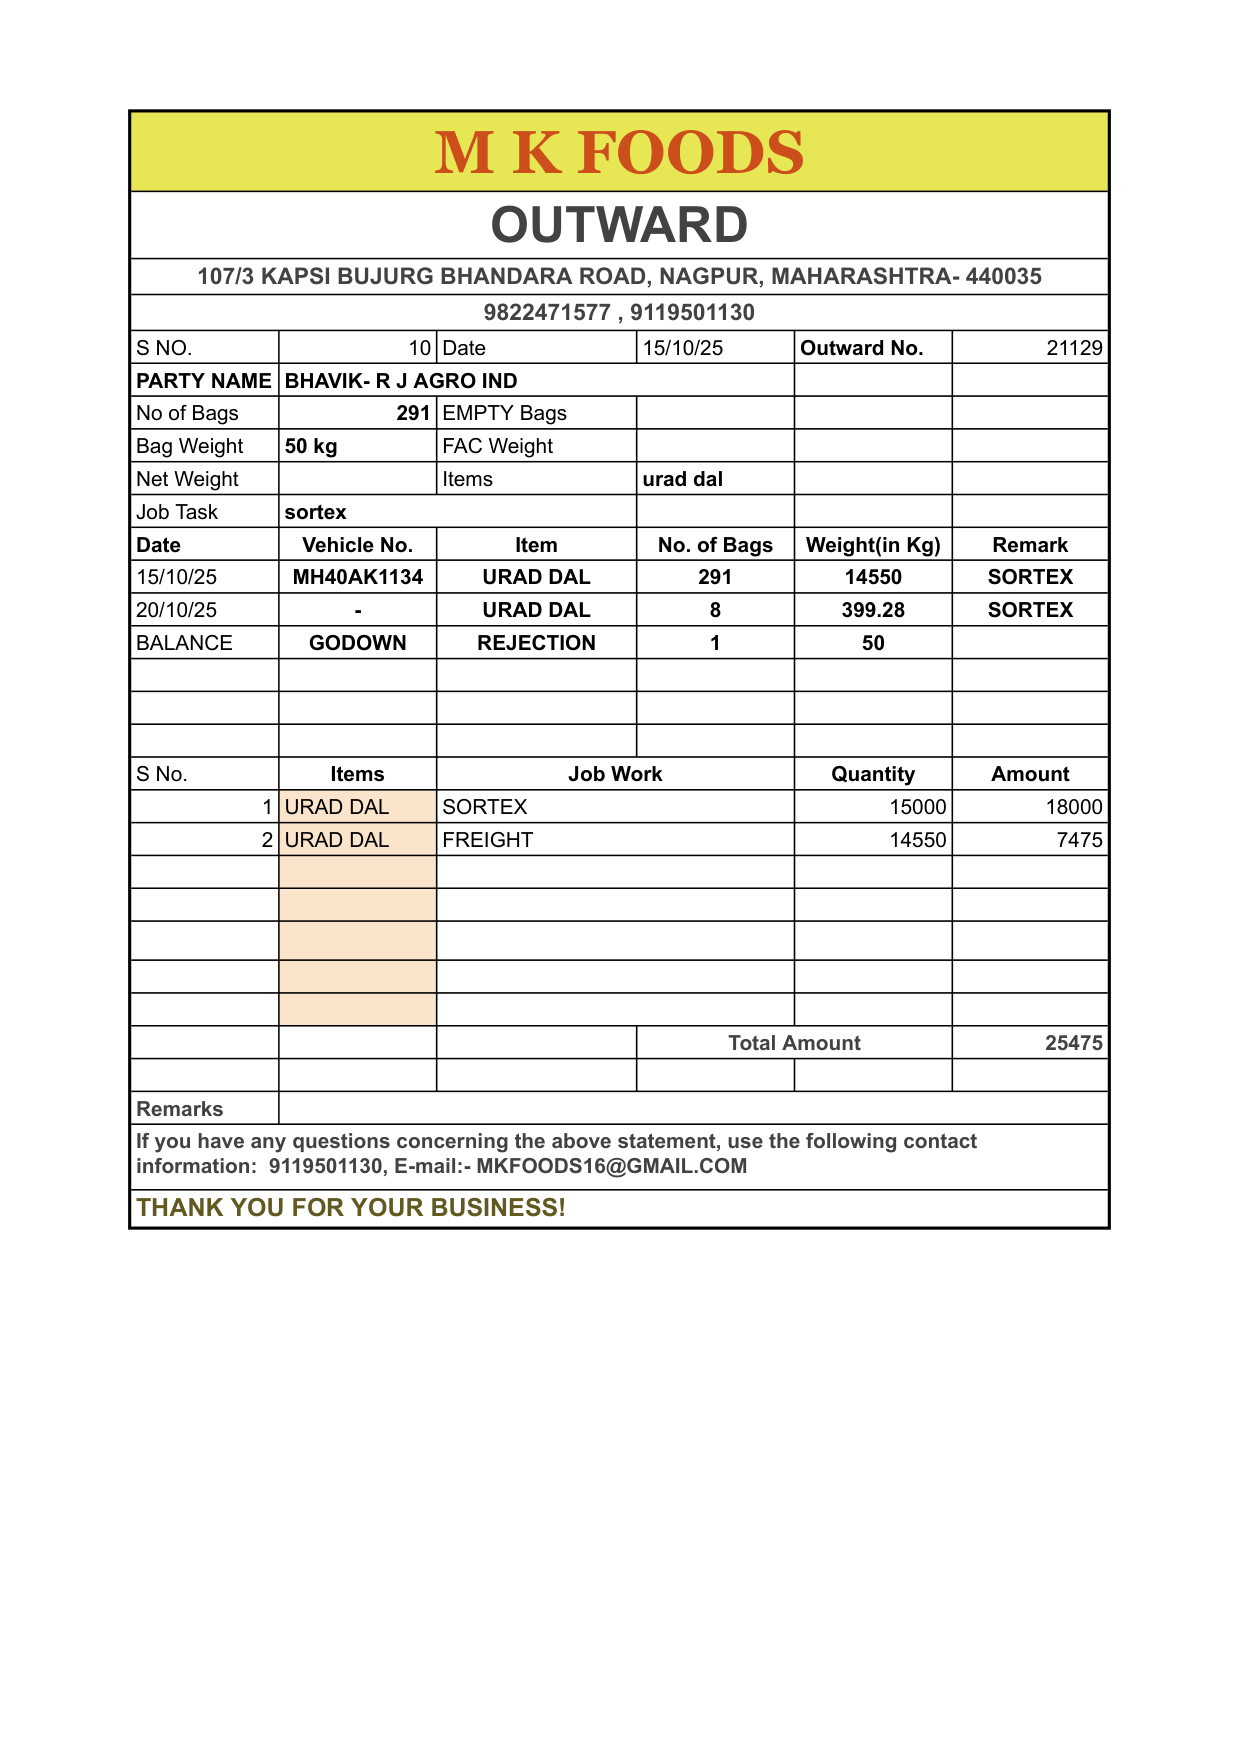 M K FOODS
OUTWARD
107/3 KAPSI BUJURG BHANDARA ROAD, NAGPUR, MAHARASHTRA- 440035
9822471577 , 9119501130
S NO. 10 Date 15/10/25 Outward No. 21129
PARTY NAME BHAVIK- R J AGRO IND
No of Bags 291 EMPTY Bags
Bag Weight 50 kg FAC Weight
Net Weight Items urad dal
Job Task sortex
Date Vehicle No. Item No. of Bags Weight(in Kg) Remark
15/10/25 MH40AK1134 URAD DAL 291 14550 SORTEX
20/10/25 - URAD DAL 8 399.28 SORTEX
BALANCE GODOWN REJECTION 1 50
S No. Items Job Work Quantity Amount
1 URAD DAL SORTEX 15000 18000
2 URAD DAL FREIGHT 14550 7475
Total Amount 25475
Remarks
If you have any questions concerning the above statement, use the following contact
information:  9119501130, E-mail:- MKFOODS16@GMAIL.COM
THANK YOU FOR YOUR BUSINESS!